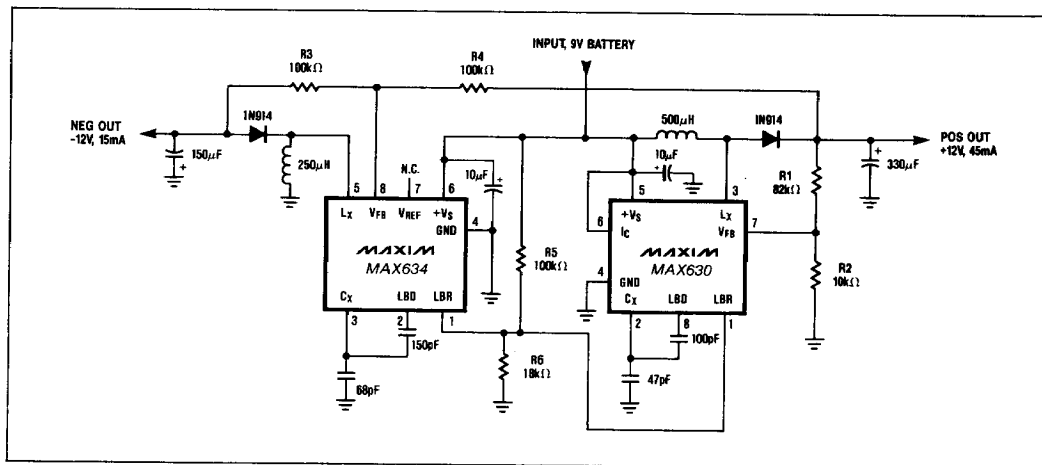 INPUT, 9V BATTERY
R3
100kΩ
R4
100kΩ
NEG OUT
-12V, 15mA
1N914
150μF
+
250μH
N.C.
10μF
+
5
8
7
6
LX
VFB
VREF
+VS
GND
4
MAXIM
MAX634
CX
LBD
LBR
3
2
1
150pF
68pF
R5
100kΩ
R6
18kΩ
500μH
1N914
10μF
+
5
3
6
+VS
IC
LX
VFB
7
MAXIM
MAX630
4
GND
CX
LBD
LBR
2
8
1
100pF
47pF
R1
82kΩ
R2
10kΩ
+
330μF
POS OUT
+12V, 45mA